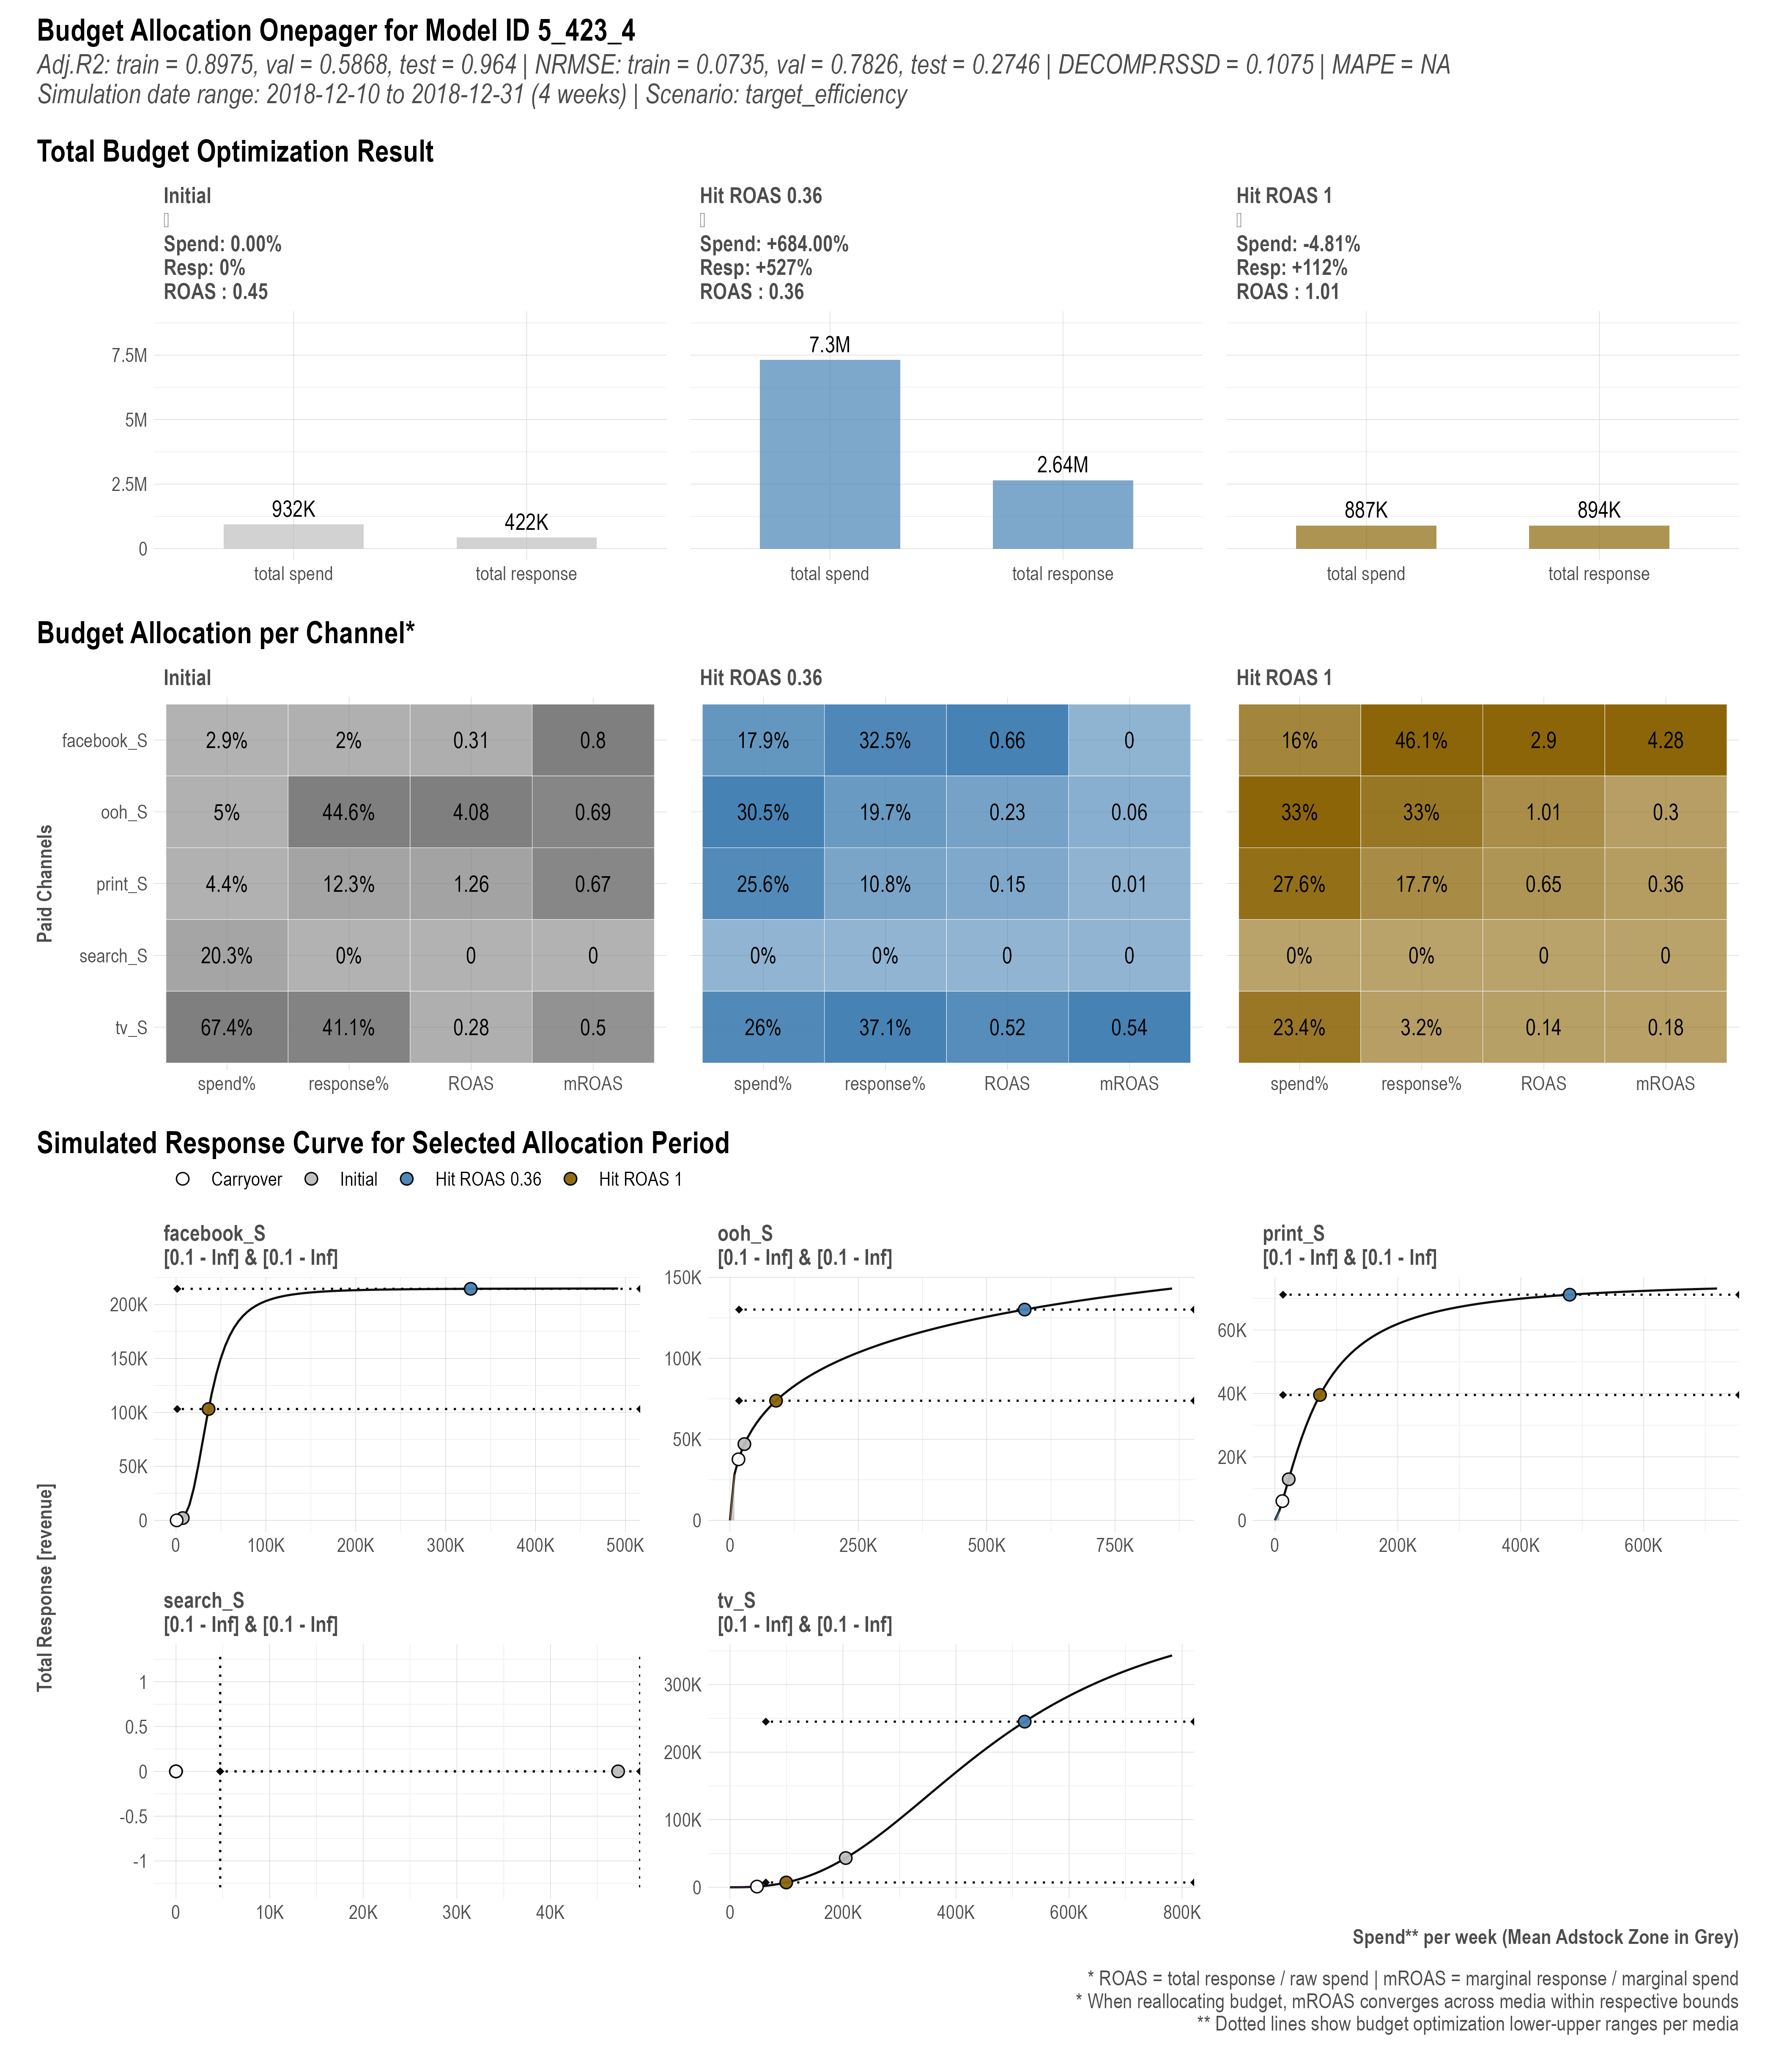 Budget Allocation Onepager for Model ID 5_423_4
Adj.R2: train = 0.8975, val = 0.5868, test = 0.964 | NRMSE: train = 0.0735, val = 0.7826, test = 0.2746 | DECOMP.RSSD = 0.1075 | MAPE = NA
Simulation date range: 2018-12-10 to 2018-12-31 (4 weeks) | Scenario: target_efficiency
Total Budget Optimization Result
Initial
Spend: 0.00%
Resp: 0%
ROAS : 0.45
Hit ROAS 0.36
Spend: +684.00%
Resp: +527%
ROAS : 0.36
Hit ROAS 1
Spend: -4.81%
Resp: +112%
ROAS : 1.01
7.5M
5M
2.5M
0
932K
422K
total spend
total response
7.3M
2.64M
total spend
total response
887K
894K
total spend
total response
Budget Allocation per Channel*
Initial
Hit ROAS 0.36
Hit ROAS 1
Paid Channels
facebook_S 2.9% 2% 0.31 0.8 17.9% 32.5% 0.66 0 16% 46.1% 2.9 4.28
ooh_S 5% 44.6% 4.08 0.69 30.5% 19.7% 0.23 0.06 33% 33% 1.01 0.3
print_S 4.4% 12.3% 1.26 0.67 25.6% 10.8% 0.15 0.01 27.6% 17.7% 0.65 0.36
search_S 20.3% 0% 0 0 0% 0% 0 0 0% 0% 0 0
tv_S 67.4% 41.1% 0.28 0.5 26% 37.1% 0.52 0.54 23.4% 3.2% 0.14 0.18
spend% response% ROAS mROAS spend% response% ROAS mROAS spend% response% ROAS mROAS
Simulated Response Curve for Selected Allocation Period
Carryover Initial Hit ROAS 0.36 Hit ROAS 1
Total Response [revenue]
facebook_S
[0.1 - Inf] & [0.1 - Inf]
200K
150K
100K
50K
0
0 100K 200K 300K 400K 500K
ooh_S
[0.1 - Inf] & [0.1 - Inf]
150K
100K
50K
0
0 250K 500K 750K
print_S
[0.1 - Inf] & [0.1 - Inf]
60K
40K
20K
0
0 200K 400K 600K
search_S
[0.1 - Inf] & [0.1 - Inf]
1
0.5
0
-0.5
-1
0 10K 20K 30K 40K
tv_S
[0.1 - Inf] & [0.1 - Inf]
300K
200K
100K
0
0 200K 400K 600K 800K
Spend** per week (Mean Adstock Zone in Grey)
* ROAS = total response / raw spend | mROAS = marginal response / marginal spend
* When reallocating budget, mROAS converges across media within respective bounds
** Dotted lines show budget optimization lower-upper ranges per media